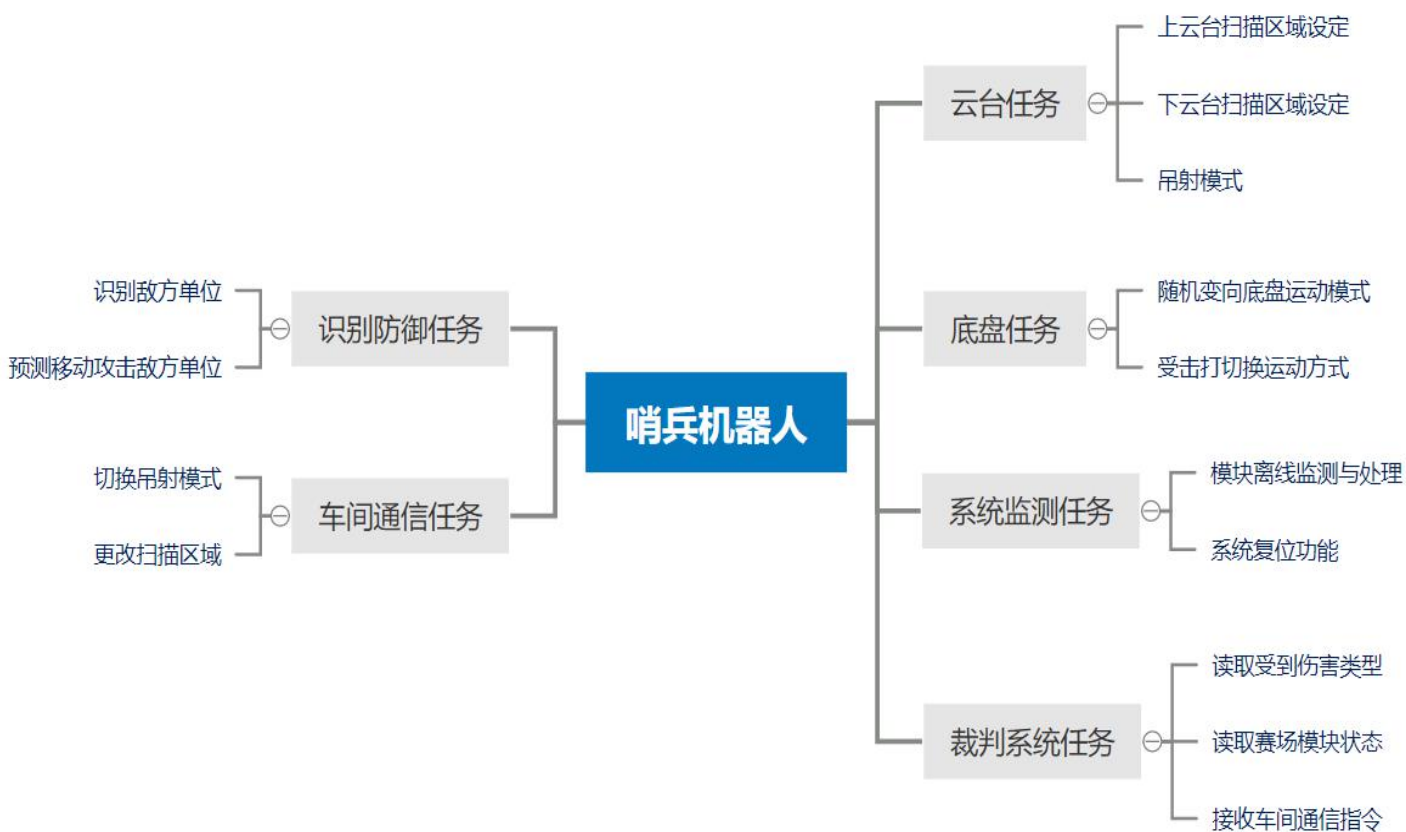 哨兵机器人
云台任务
上云台扫描区域设定
下云台扫描区域设定
吊射模式
底盘任务
随机变向底盘运动模式
受击打切换运动方式
系统监测任务
模块离线监测与处理
系统复位功能
裁判系统任务
读取受到伤害类型
读取赛场模块状态
接收车间通信指令
识别防御任务
识别敌方单位
预测移动攻击敌方单位
车间通信任务
切换吊射模式
更改扫描区域